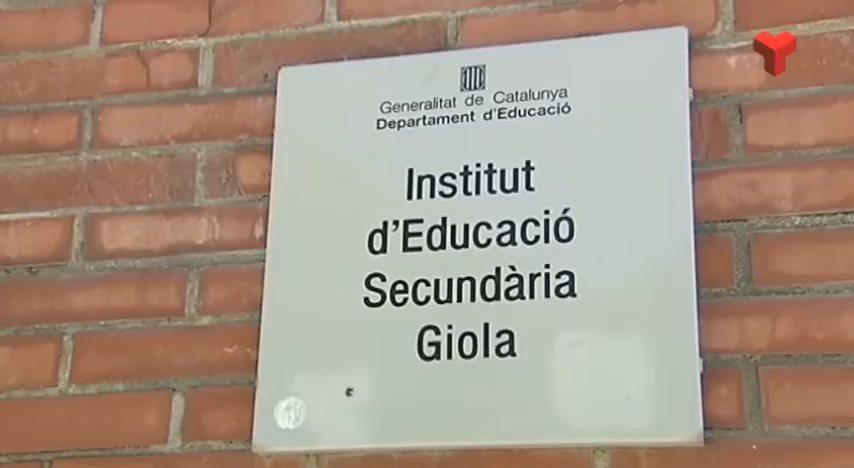 Generalitat de Catalunya
Departament d'Educació
Institut
d'Educació
Secundària
Giola